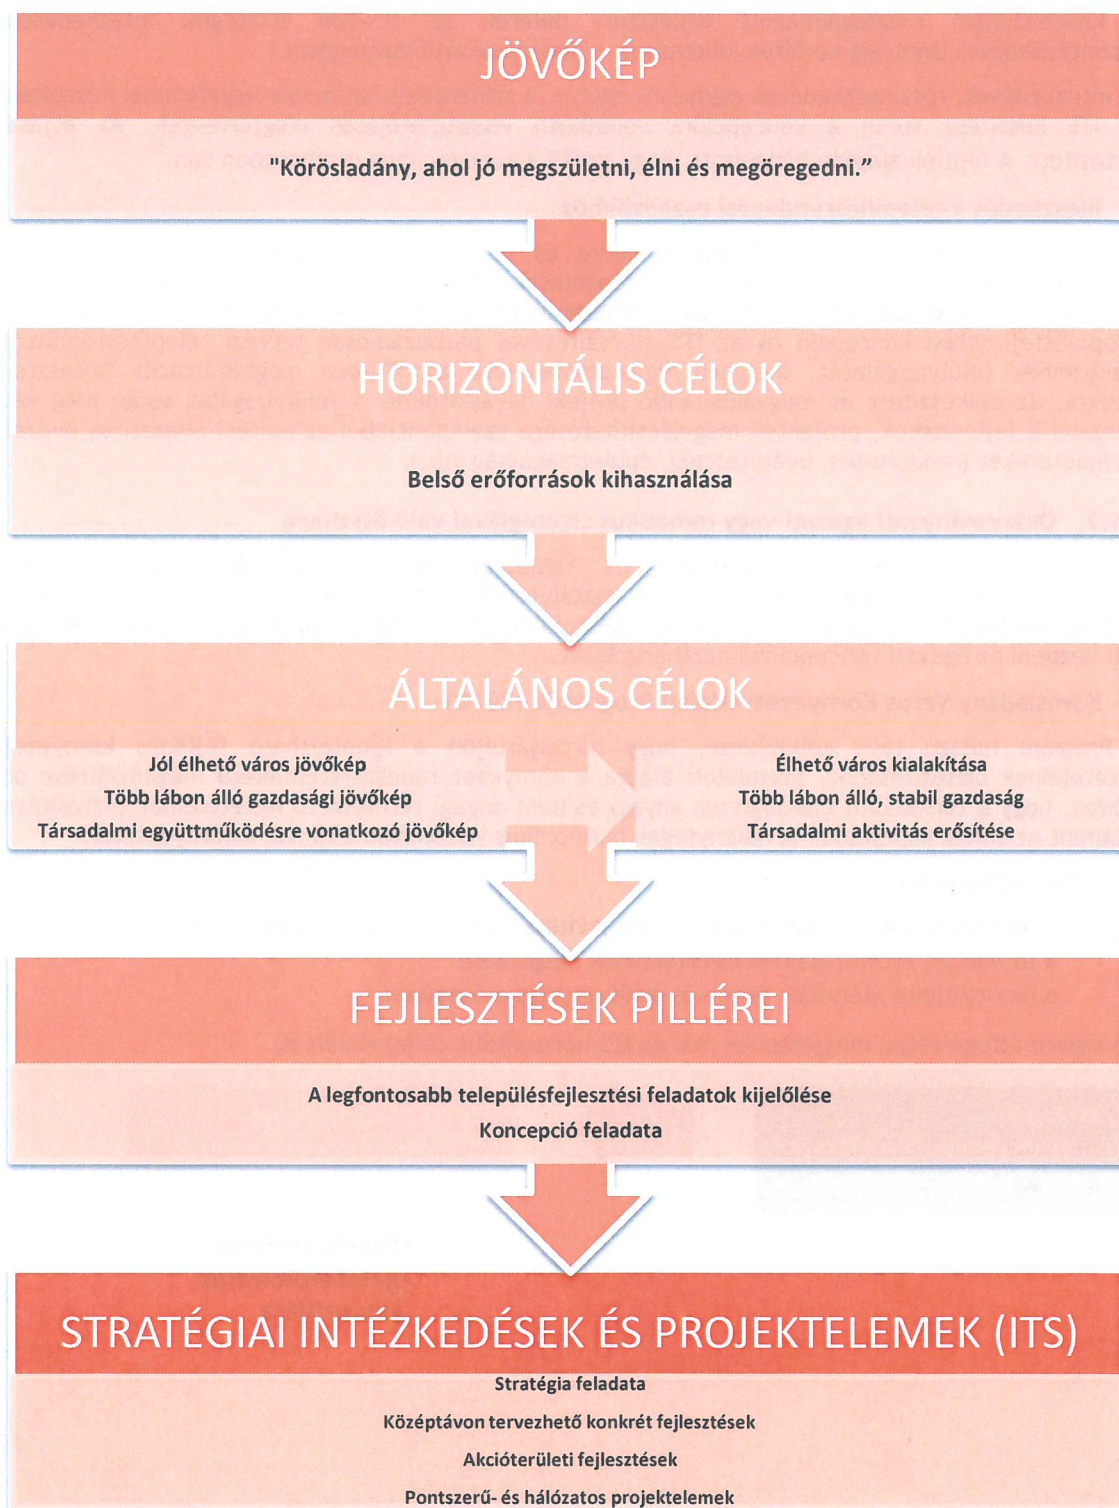 JÖVŐKÉP
"Körösladány, ahol jó megszületni, élni és megöregedni.”
HORIZONTÁLIS CÉLOK
Belső erőforrások kihasználása
ÁLTALÁNOS CÉLOK
Jól élhető város jövőkép
Több lábon álló gazdasági jövőkép
Társadalmi együttműködésre vonatkozó jövőkép
Élhető város kialakítása
Több lábon álló, stabil gazdaság
Társadalmi aktivitás erősítése
FEJLESZTÉSEK PILLÉREI
A legfontosabb településfejlesztési feladatok kijelölése
Koncepció feladata
STRATÉGIAI INTÉZKEDÉSEK ÉS PROJEKTELEMEK (ITS)
Stratégia feladata
Középtávon tervezhető konkrét fejlesztések
Akcióterületi fejlesztések
Pontszerű- és hálózatos projektelemek